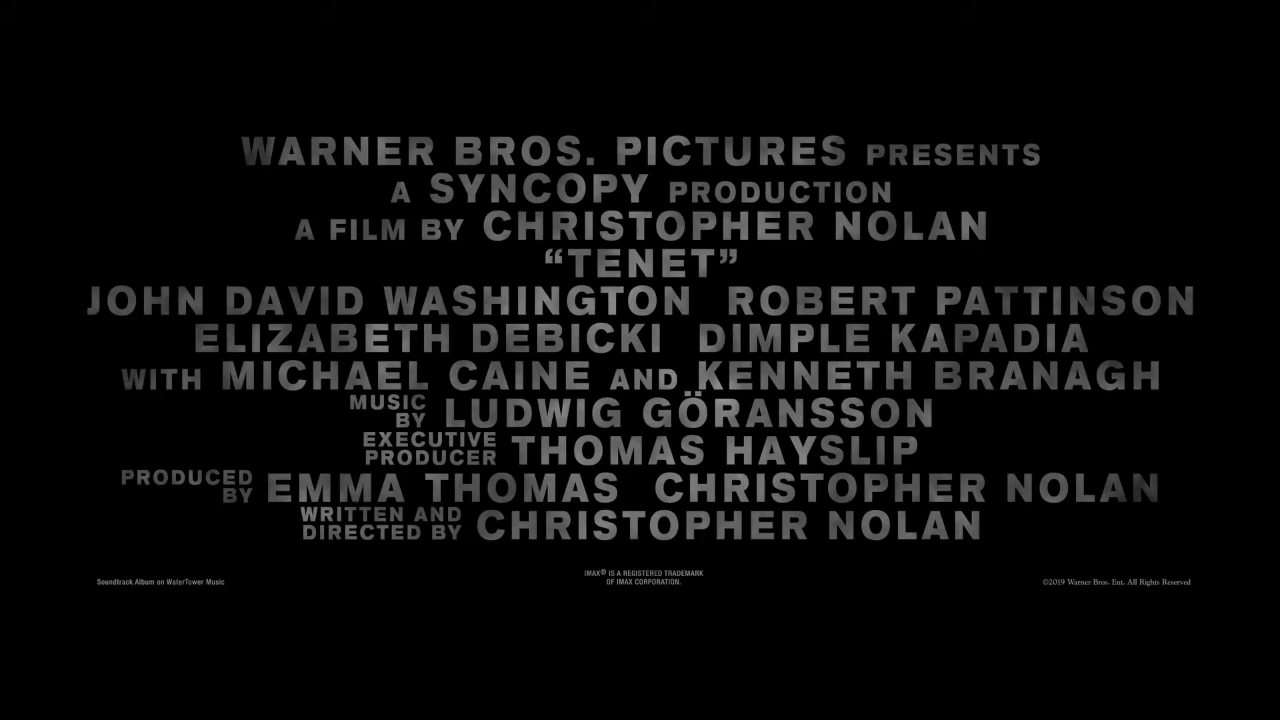 WARNER BROS. PICTURES PRESENTS
A SYNCOPY PRODUCTION
A FILM BY CHRISTOPHER NOLAN
“TENET”
JOHN DAVID WASHINGTON ROBERT PATTINSON
ELIZABETH DEBICKI DIMPLE KAPADIA
WITH MICHAEL CAINE AND KENNETH BRANAGH
MUSIC BY LUDWIG GÖRANSSON
EXECUTIVE PRODUCER THOMAS HAYSLIP
PRODUCED BY EMMA THOMAS CHRISTOPHER NOLAN
WRITTEN AND DIRECTED BY CHRISTOPHER NOLAN
Soundtrack Album on WaterTower Music
IMAX® IS A REGISTERED TRADEMARK
OF IMAX CORPORATION.
©2019 Warner Bros. Ent. All Rights Reserved